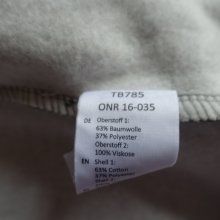 TB785
ONR 16-035
DE Oberstoff 1:
63% Baumwolle
37% Polyester
Oberstoff 2:
100% Viskose
EN Shell 1:
63% Cotton
37% Polyester